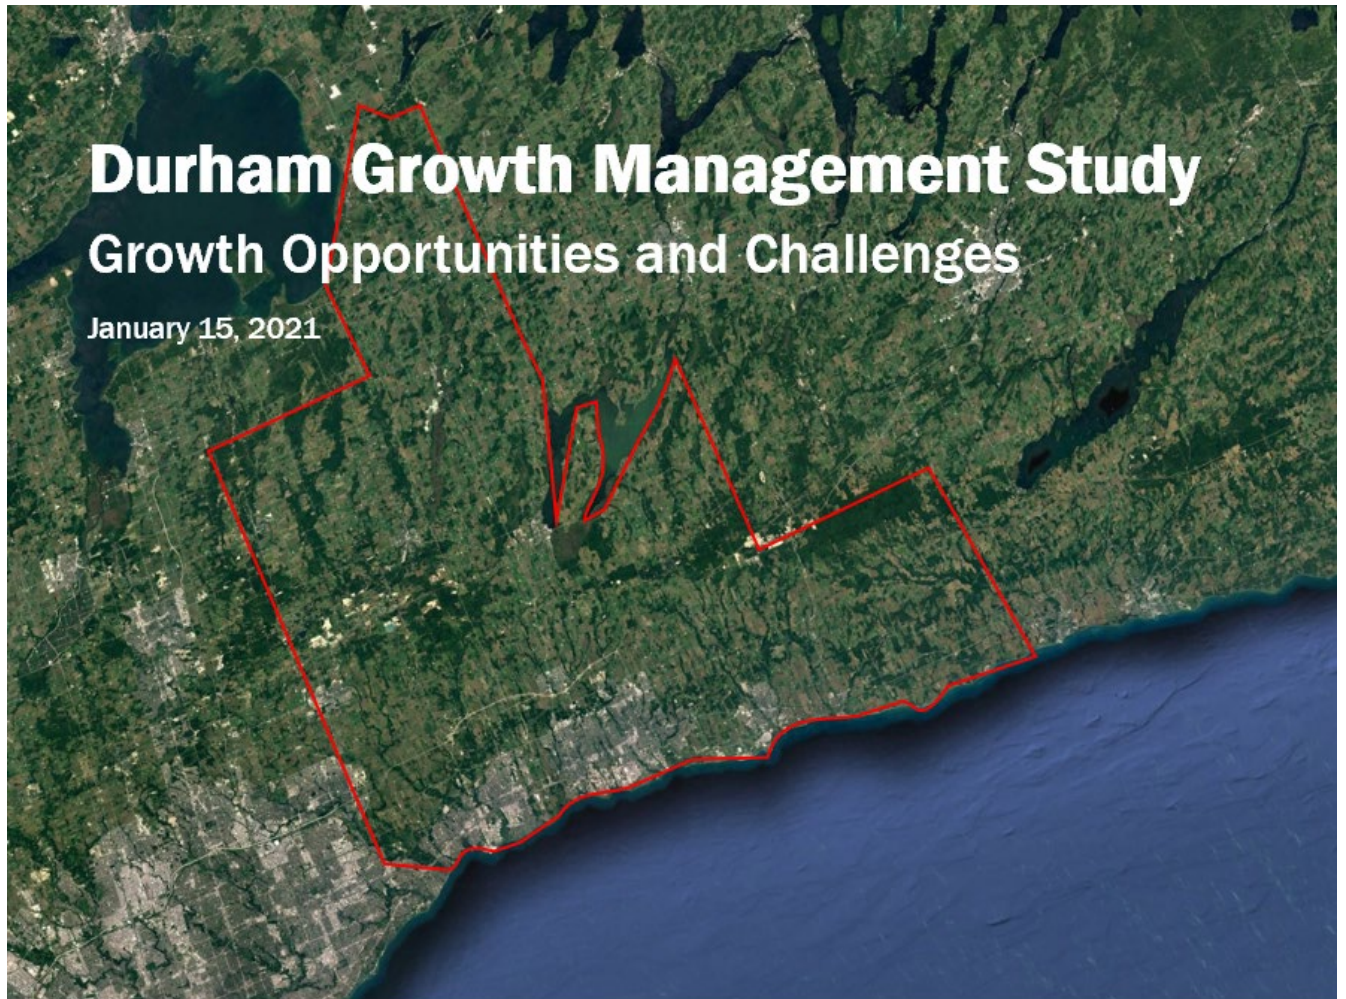 Durham Growth Management Study
Growth Opportunities and Challenges
January 15, 2021